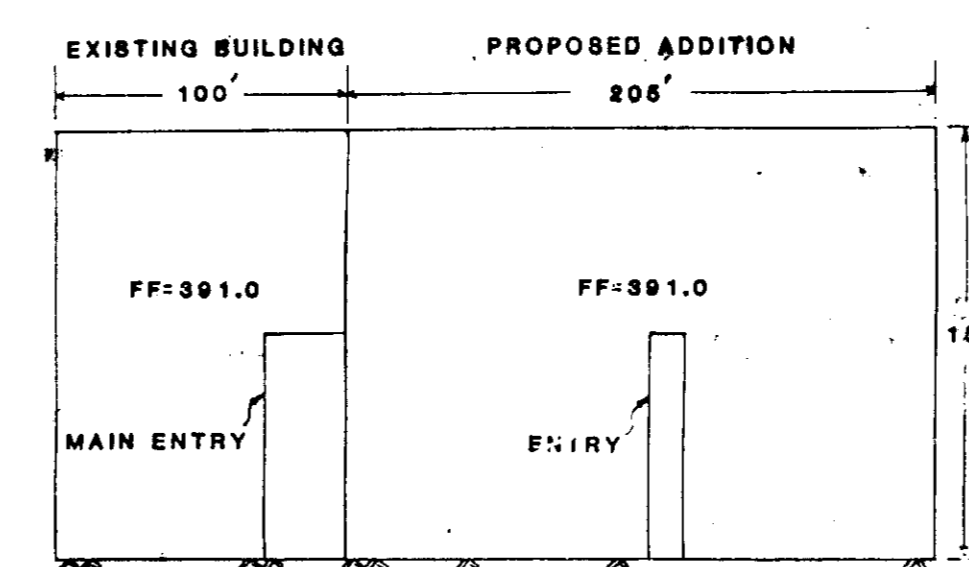 EXISTING BUILDING PROPOSED ADDITION
100' 205'
FF=391.0 FF=391.0
MAIN ENTRY ENTRY